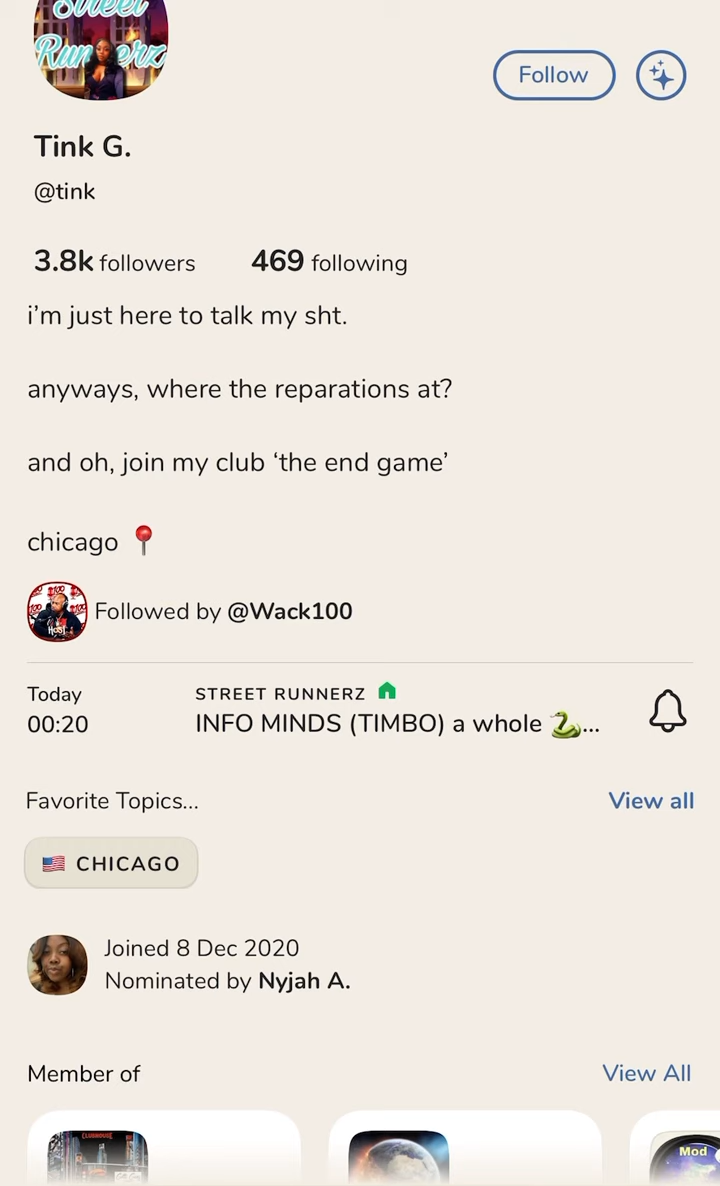 Street
Runnerz
Follow
Tink G.
@tink
3.8k followers 469 following
i’m just here to talk my sht.
anyways, where the reparations at?
and oh, join my club ‘the end game’
chicago 📍
Followed by @Wack100
Today
00:20
STREET RUNNERZ
INFO MINDS (TIMBO) a whole 🐍...
Favorite Topics...
View all
🇺🇸 CHICAGO
Joined 8 Dec 2020
Nominated by Nyjah A.
Member of
View All
CLUBHOUSE
Mod